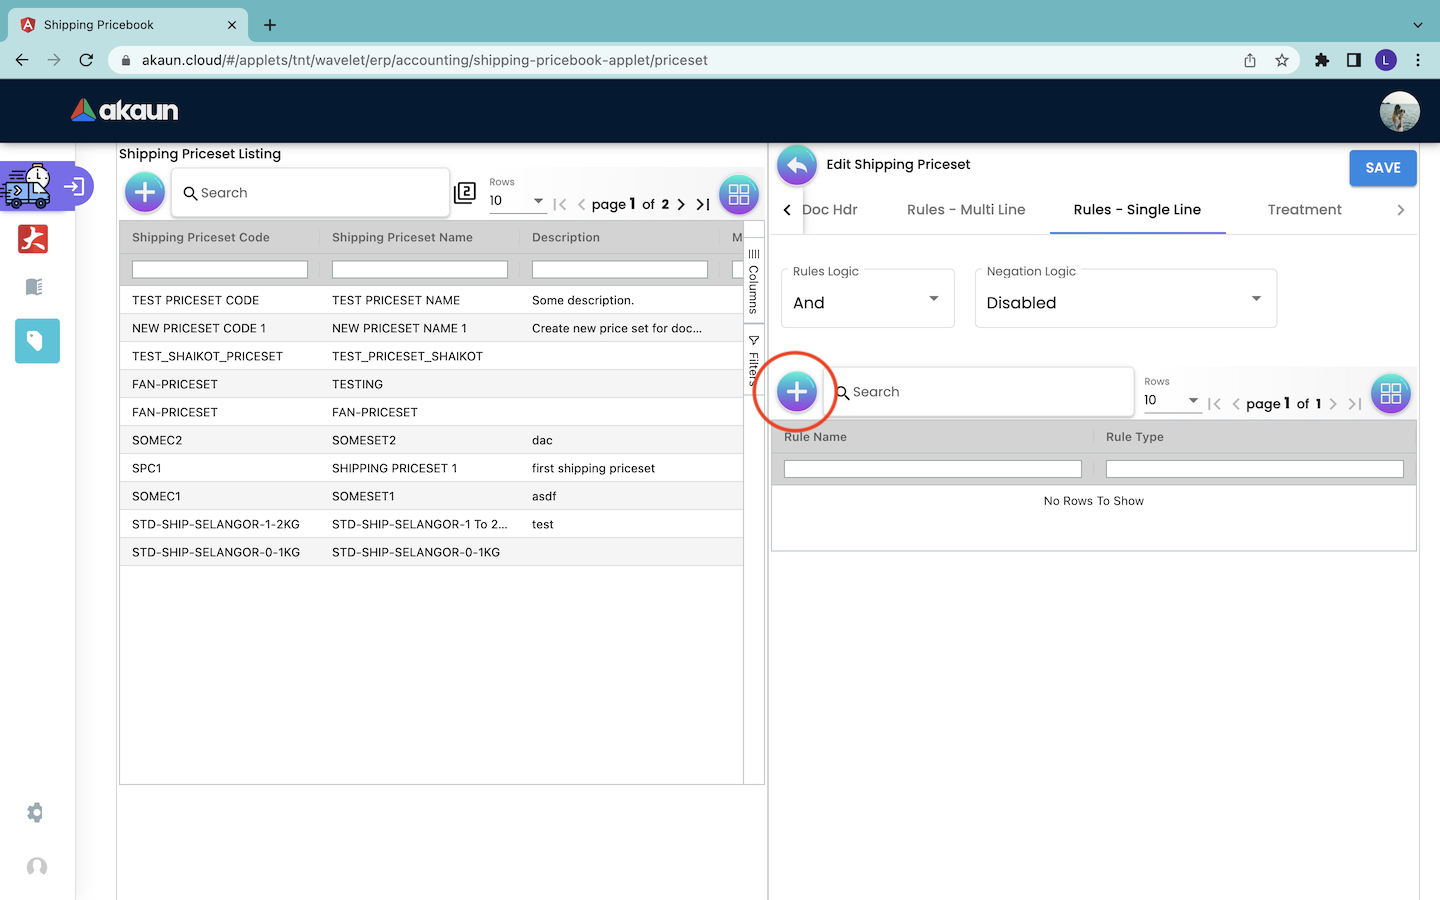 Shipping Pricebook
akaun.cloud/#/applets/tnt/wavelet/erp/accounting/shipping-pricebook-applet/priceset
L
akaun
Shipping Priceset Listing
Search
2
Rows
10
page 1 of 2
Shipping Priceset Code
Shipping Priceset Name
Description
M
TEST PRICESET CODE
TEST PRICESET NAME
Some description.
NEW PRICESET CODE 1
NEW PRICESET NAME 1
Create new price set for doc...
TEST_SHAIKOT_PRICESET
TEST_PRICESET_SHAIKOT
FAN-PRICESET
TESTING
FAN-PRICESET
FAN-PRICESET
SOMEC2
SOMESET2
dac
SPC1
SHIPPING PRICESET 1
first shipping priceset
SOMEC1
SOMESET1
asdf
STD-SHIP-SELANGOR-1-2KG
STD-SHIP-SELANGOR-1 To 2...
test
STD-SHIP-SELANGOR-0-1KG
STD-SHIP-SELANGOR-0-1KG
Columns
Filters
Edit Shipping Priceset
SAVE
Doc Hdr
Rules - Multi Line
Rules - Single Line
Treatment
Rules Logic
And
Negation Logic
Disabled
Search
Rows
10
page 1 of 1
Rule Name
Rule Type
No Rows To Show